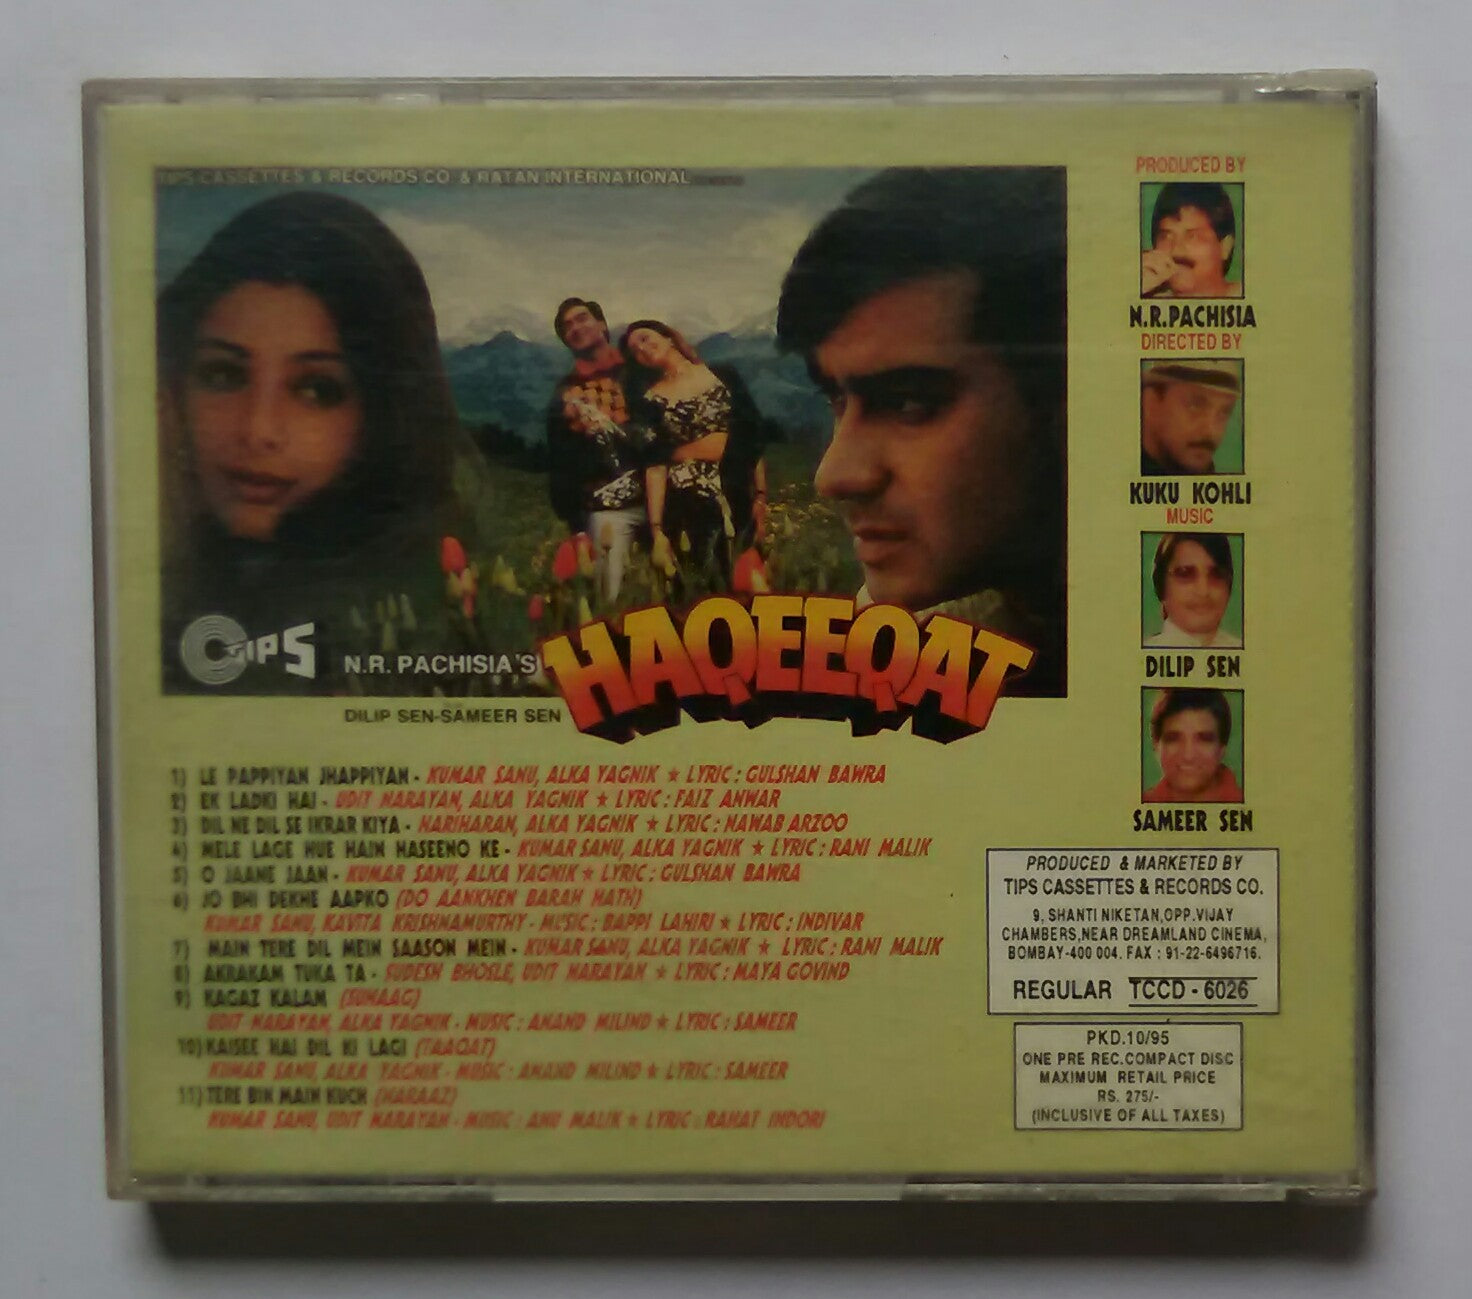 TIPS CASSETTES & RECORDS CO. & RATAN INTERNATIONAL
TIPS
N.R. PACHISIA'S
HAQEEQAT
DILIP SEN-SAMEER SEN
1) LE PAPPIYAN JHAPPIYAN - KUMAR SANU, ALKA YAGNIK ★ LYRIC : GULSHAN BAWRA
2) EK LADKI HAI - UDIT NARAYAN, ALKA YAGNIK ★ LYRIC : FAIZ ANWAR
3) DIL NE DIL SE IKRAR KIYA - HARIHARAN, ALKA YAGNIK ★ LYRIC : NAWAB ARZOO
4) MELE LAGE HUE HAIN HASEENO KE - KUMAR SANU, ALKA YAGNIK ★ LYRIC : RANI MALIK
5) O JAANE JAAN - KUMAR SANU, ALKA YAGNIK ★ LYRIC : GULSHAN BAWRA
6) JO BHI DEKHE AAPKO (DO AANKHEN BARAH HATH)
KUMAR SANU, KAVITA KRISHNAMURTHY - MUSIC : BAPPI LAHIRI ★ LYRIC : INDIVAR
7) MAIN TERE DIL MEIN SAASON MEIN - KUMAR SANU, ALKA YAGNIK ★ LYRIC : RANI MALIK
8) AKRAKAM TUKA TA - SUDESH BHOSLE, UDIT NARAYAN ★ LYRIC : MAYA GOVIND
9) KAGAZ KALAM (SUHAAG)
UDIT NARAYAN, ALKA YAGNIK - MUSIC : ANAND MILIND ★ LYRIC : SAMEER
10) KAISEE HAI DIL KI LAGI (TAAQAT)
KUMAR SANU, ALKA YAGNIK - MUSIC : ANAND MILIND ★ LYRIC : SAMEER
11) TERE BIN MAIN KUCH (NARAAZ)
KUMAR SANU, UDIT NARAYAN - MUSIC : ANU MALIK ★ LYRIC : RAHAT INDORI
PRODUCED BY
N.R.PACHISIA
DIRECTED BY
KUKU KOHLI
MUSIC
DILIP SEN
SAMEER SEN
PRODUCED & MARKETED BY
TIPS CASSETTES & RECORDS CO.
9, SHANTI NIKETAN,OPP.VIJAY
CHAMBERS,NEAR DREAMLAND CINEMA,
BOMBAY-400 004. FAX : 91-22-6496716.
REGULAR TCCD - 6026
PKD.10/95
ONE PRE REC.COMPACT DISC
MAXIMUM RETAIL PRICE
RS. 275/-
(INCLUSIVE OF ALL TAXES)